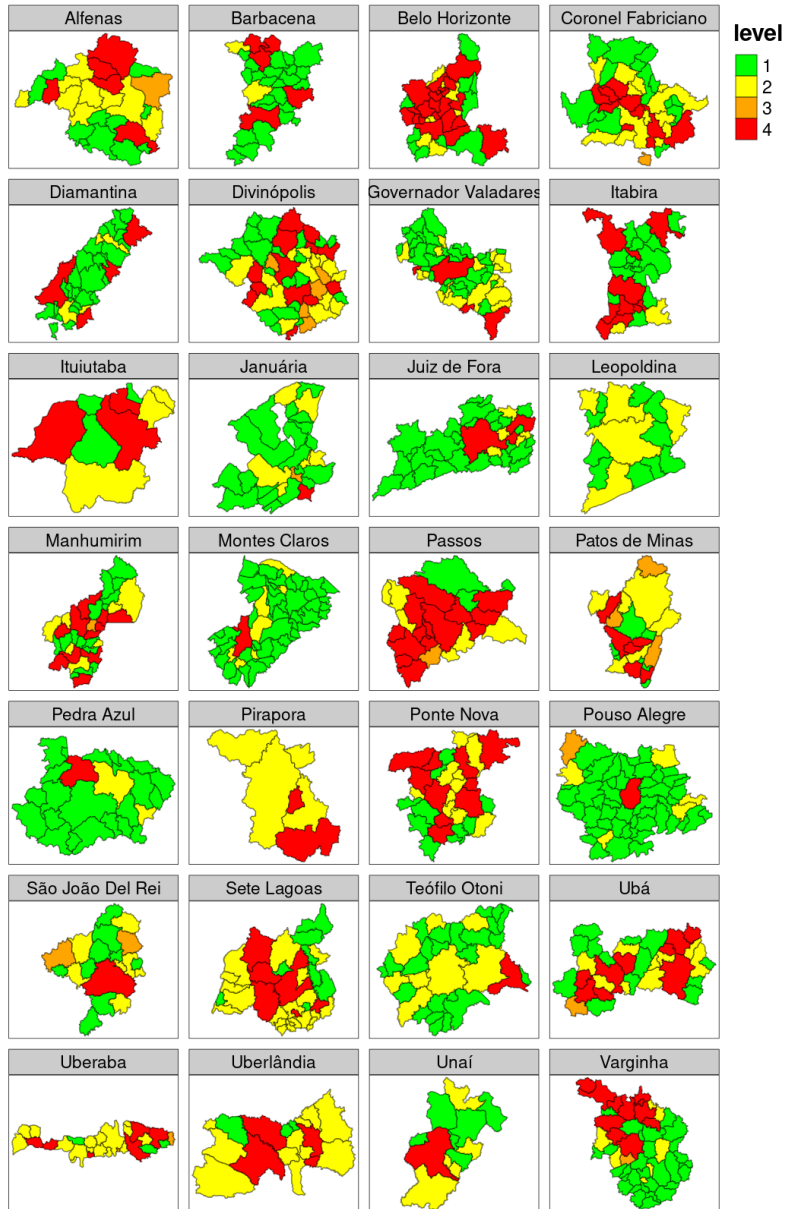 Alfenas
Barbacena
Belo Horizonte
Coronel Fabriciano
level
1
2
3
4
Diamantina
Divinópolis
Governador Valadares
Itabira
Ituiutaba
Januária
Juiz de Fora
Leopoldina
Manhumirim
Montes Claros
Passos
Patos de Minas
Pedra Azul
Pirapora
Ponte Nova
Pouso Alegre
São João Del Rei
Sete Lagoas
Teófilo Otoni
Ubá
Uberaba
Uberlândia
Unaí
Varginha